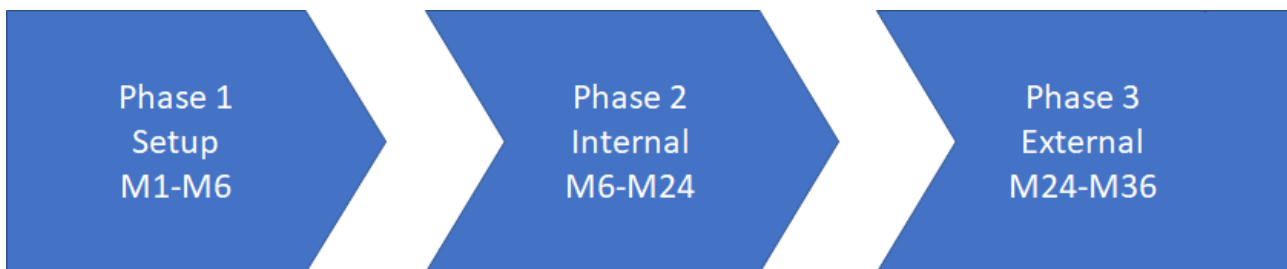 Phase 1
Setup
M1-M6
Phase 2
Internal
M6-M24
Phase 3
External
M24-M36